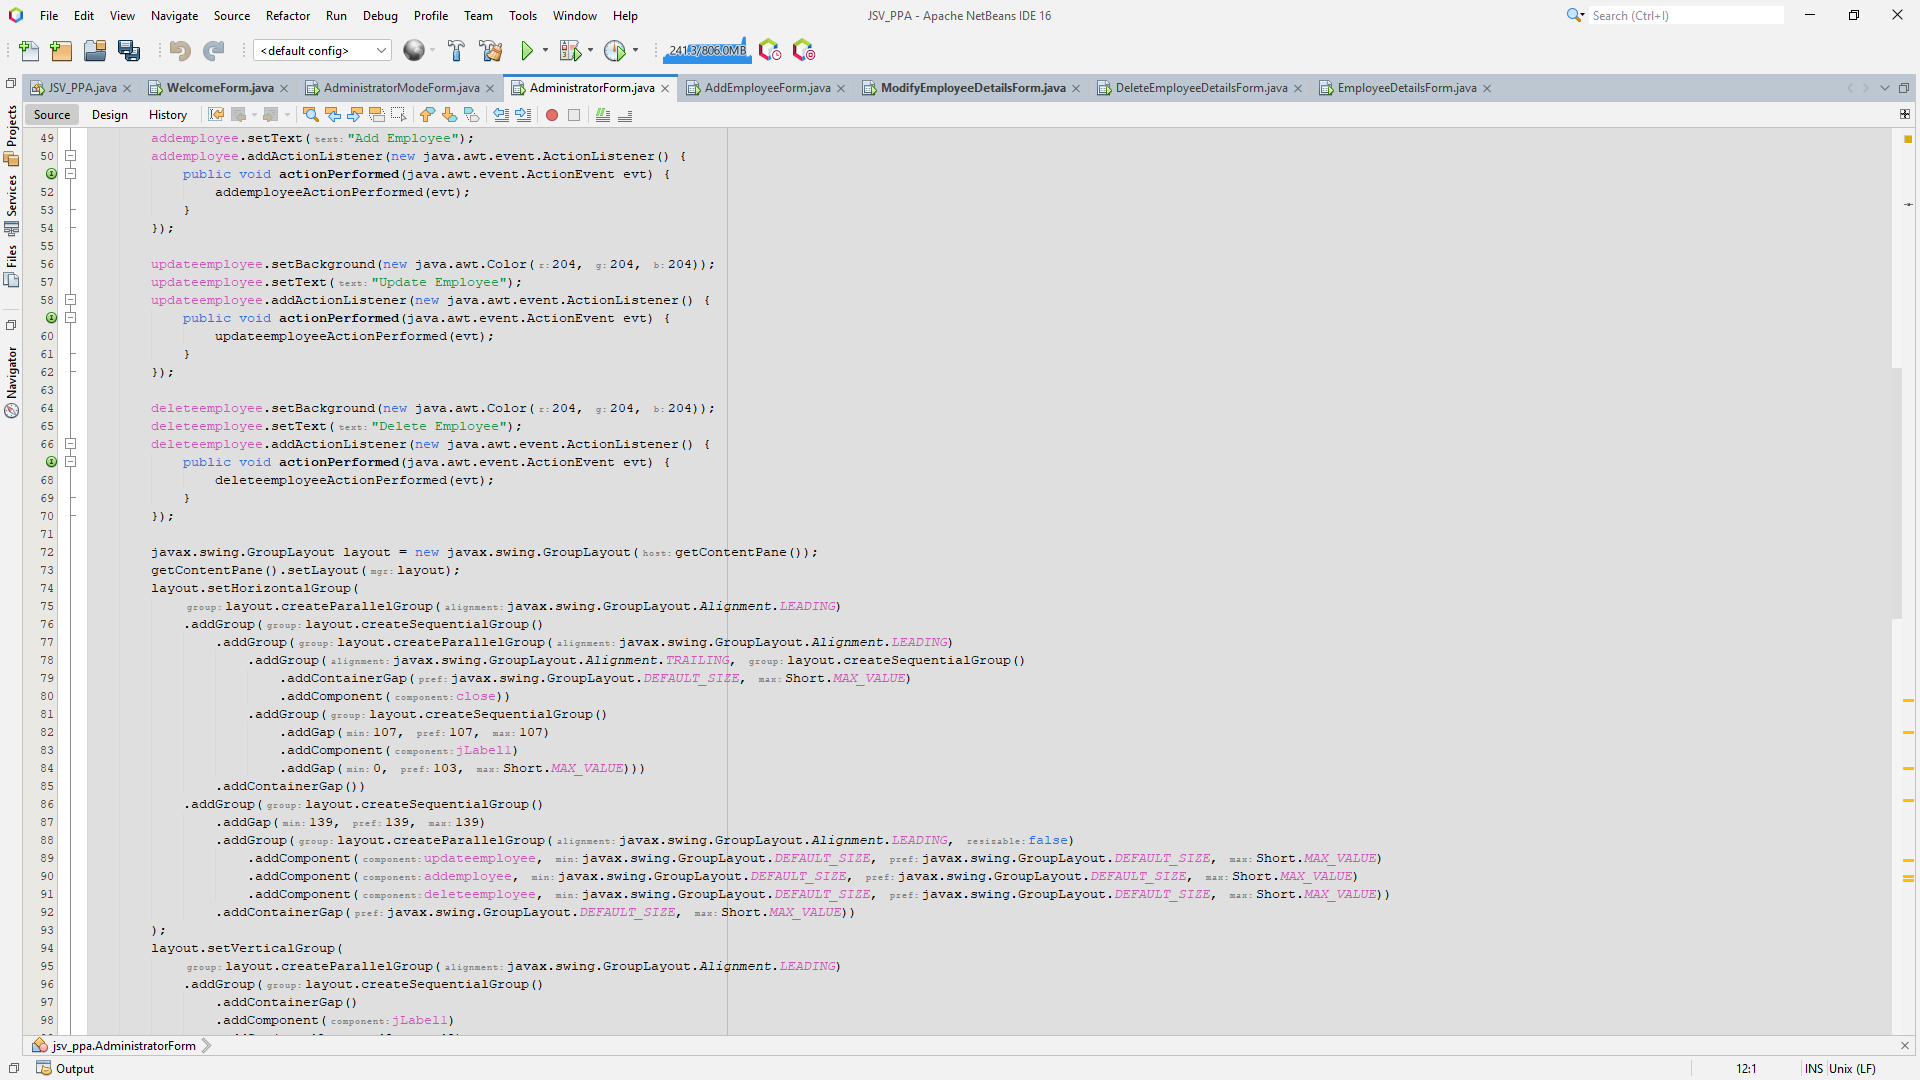 File Edit View Navigate Source Refactor Run Debug Profile Team Tools Window Help
JSV_PPA - Apache NetBeans IDE 16
Search (Ctrl+I)
<default config>
241.3/806.0MB
JSV_PPA.java
WelcomeForm.java
AdministratorModeForm.java
AdministratorForm.java
AddEmployeeForm.java
ModifyEmployeeDetailsForm.java
DeleteEmployeeDetailsForm.java
EmployeeDetailsForm.java
Source Design History
Projects
Services
Files
Navigator
49 addemployee.setText(text:"Add Employee");
50 addemployee.addActionListener(new java.awt.event.ActionListener() {
public void actionPerformed(java.awt.event.ActionEvent evt) {
52 addemployeeActionPerformed(evt);
53 }
54 });
55
56 updateemployee.setBackground(new java.awt.Color(r:204, g:204, b:204));
57 updateemployee.setText(text:"Update Employee");
58 updateemployee.addActionListener(new java.awt.event.ActionListener() {
public void actionPerformed(java.awt.event.ActionEvent evt) {
60 updateemployeeActionPerformed(evt);
61 }
62 });
63
64 deleteemployee.setBackground(new java.awt.Color(r:204, g:204, b:204));
65 deleteemployee.setText(text:"Delete Employee");
66 deleteemployee.addActionListener(new java.awt.event.ActionListener() {
public void actionPerformed(java.awt.event.ActionEvent evt) {
68 deleteemployeeActionPerformed(evt);
69 }
70 });
71
72 javax.swing.GroupLayout layout = new javax.swing.GroupLayout(host:getContentPane());
73 getContentPane().setLayout(mgr:layout);
74 layout.setHorizontalGroup(
75 group:layout.createParallelGroup(alignment:javax.swing.GroupLayout.Alignment.LEADING)
76 .addGroup(group:layout.createSequentialGroup()
77 .addGroup(group:layout.createParallelGroup(alignment:javax.swing.GroupLayout.Alignment.LEADING)
78 .addGroup(alignment:javax.swing.GroupLayout.Alignment.TRAILING, group:layout.createSequentialGroup()
79 .addContainerGap(pref:javax.swing.GroupLayout.DEFAULT_SIZE, max:Short.MAX_VALUE)
80 .addComponent(component:close))
81 .addGroup(group:layout.createSequentialGroup()
82 .addGap(min:107, pref:107, max:107)
83 .addComponent(component:jLabel1)
84 .addGap(min:0, pref:103, max:Short.MAX_VALUE)))
85 .addContainerGap())
86 .addGroup(group:layout.createSequentialGroup()
87 .addGap(min:139, pref:139, max:139)
88 .addGroup(group:layout.createParallelGroup(alignment:javax.swing.GroupLayout.Alignment.LEADING, resizable:false)
89 .addComponent(component:updateemployee, min:javax.swing.GroupLayout.DEFAULT_SIZE, pref:javax.swing.GroupLayout.DEFAULT_SIZE, max:Short.MAX_VALUE)
90 .addComponent(component:addemployee, min:javax.swing.GroupLayout.DEFAULT_SIZE, pref:javax.swing.GroupLayout.DEFAULT_SIZE, max:Short.MAX_VALUE)
91 .addComponent(component:deleteemployee, min:javax.swing.GroupLayout.DEFAULT_SIZE, pref:javax.swing.GroupLayout.DEFAULT_SIZE, max:Short.MAX_VALUE))
92 .addContainerGap(pref:javax.swing.GroupLayout.DEFAULT_SIZE, max:Short.MAX_VALUE))
93 );
94 layout.setVerticalGroup(
95 group:layout.createParallelGroup(alignment:javax.swing.GroupLayout.Alignment.LEADING)
96 .addGroup(group:layout.createSequentialGroup()
97 .addContainerGap()
98 .addComponent(component:jLabel1)
jsv_ppa.AdministratorForm
Output
12:1 INS Unix (LF)